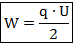 W = q · U / 2